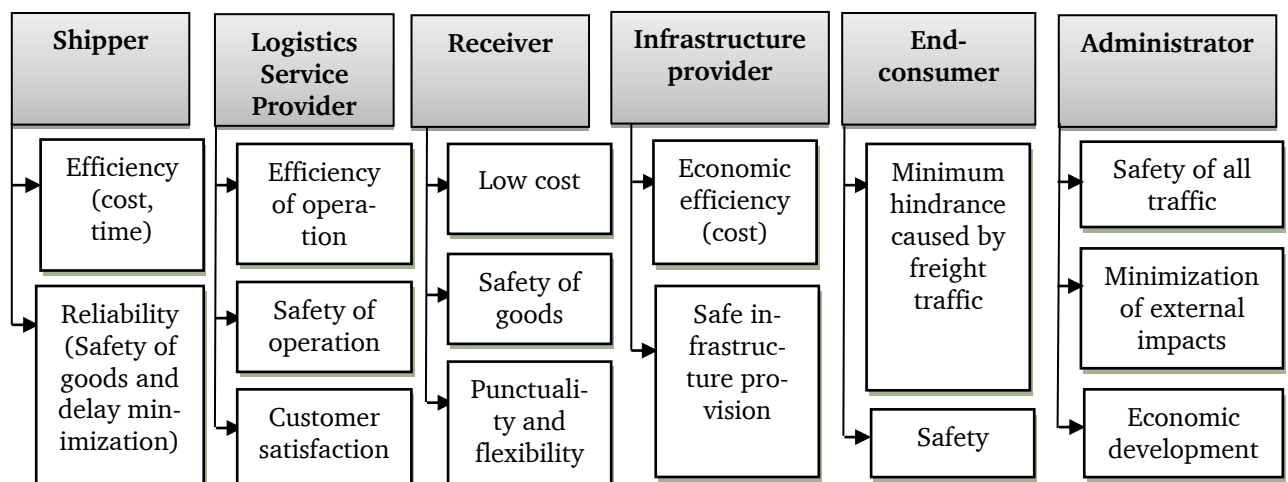 Shipper
Efficiency
(cost,
time)
Reliability
(Safety of
goods and
delay min-
imization)
Logistics
Service
Provider
Efficiency
of opera-
tion
Safety of
operation
Customer
satisfaction
Receiver
Low cost
Safety of
goods
Punctuali-
ty and
flexibility
Infrastructure
provider
Economic
efficiency
(cost)
Safe in-
frastruc-
ture pro-
vision
End-
consumer
Minimum
hindrance
caused by
freight
traffic
Safety
Administrator
Safety of all
traffic
Minimization
of external
impacts
Economic
development